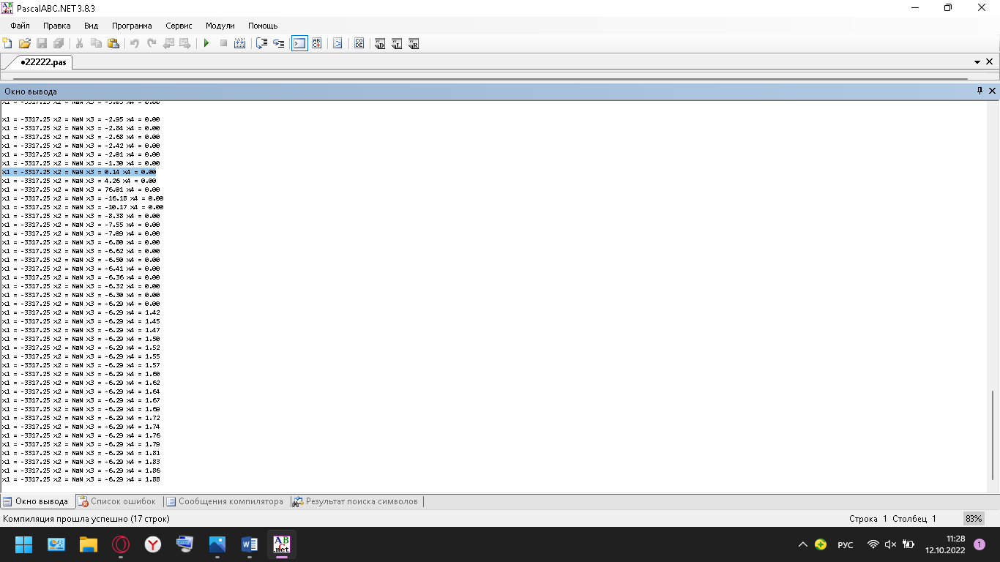 PascalABC.NET 3.8.3
Файл Правка Вид Программа Сервис Модули Помощь
•22222.pas
Окно вывода
x1 = -3317.25 x2 = NaN x3 = -3.03 x4 = 0.00
x1 = -3317.25 x2 = NaN x3 = -2.95 x4 = 0.00
x1 = -3317.25 x2 = NaN x3 = -2.84 x4 = 0.00
x1 = -3317.25 x2 = NaN x3 = -2.68 x4 = 0.00
x1 = -3317.25 x2 = NaN x3 = -2.42 x4 = 0.00
x1 = -3317.25 x2 = NaN x3 = -2.01 x4 = 0.00
x1 = -3317.25 x2 = NaN x3 = -1.30 x4 = 0.00
x1 = -3317.25 x2 = NaN x3 = 0.14 x4 = 0.00
x1 = -3317.25 x2 = NaN x3 = 4.26 x4 = 0.00
x1 = -3317.25 x2 = NaN x3 = 76.01 x4 = 0.00
x1 = -3317.25 x2 = NaN x3 = -16.18 x4 = 0.00
x1 = -3317.25 x2 = NaN x3 = -10.17 x4 = 0.00
x1 = -3317.25 x2 = NaN x3 = -8.38 x4 = 0.00
x1 = -3317.25 x2 = NaN x3 = -7.55 x4 = 0.00
x1 = -3317.25 x2 = NaN x3 = -7.09 x4 = 0.00
x1 = -3317.25 x2 = NaN x3 = -6.80 x4 = 0.00
x1 = -3317.25 x2 = NaN x3 = -6.62 x4 = 0.00
x1 = -3317.25 x2 = NaN x3 = -6.50 x4 = 0.00
x1 = -3317.25 x2 = NaN x3 = -6.41 x4 = 0.00
x1 = -3317.25 x2 = NaN x3 = -6.36 x4 = 0.00
x1 = -3317.25 x2 = NaN x3 = -6.32 x4 = 0.00
x1 = -3317.25 x2 = NaN x3 = -6.30 x4 = 0.00
x1 = -3317.25 x2 = NaN x3 = -6.29 x4 = 0.00
x1 = -3317.25 x2 = NaN x3 = -6.29 x4 = 1.42
x1 = -3317.25 x2 = NaN x3 = -6.29 x4 = 1.45
x1 = -3317.25 x2 = NaN x3 = -6.29 x4 = 1.47
x1 = -3317.25 x2 = NaN x3 = -6.29 x4 = 1.50
x1 = -3317.25 x2 = NaN x3 = -6.29 x4 = 1.52
x1 = -3317.25 x2 = NaN x3 = -6.29 x4 = 1.55
x1 = -3317.25 x2 = NaN x3 = -6.29 x4 = 1.57
x1 = -3317.25 x2 = NaN x3 = -6.29 x4 = 1.60
x1 = -3317.25 x2 = NaN x3 = -6.29 x4 = 1.62
x1 = -3317.25 x2 = NaN x3 = -6.29 x4 = 1.64
x1 = -3317.25 x2 = NaN x3 = -6.29 x4 = 1.67
x1 = -3317.25 x2 = NaN x3 = -6.29 x4 = 1.69
x1 = -3317.25 x2 = NaN x3 = -6.29 x4 = 1.72
x1 = -3317.25 x2 = NaN x3 = -6.29 x4 = 1.74
x1 = -3317.25 x2 = NaN x3 = -6.29 x4 = 1.76
x1 = -3317.25 x2 = NaN x3 = -6.29 x4 = 1.79
x1 = -3317.25 x2 = NaN x3 = -6.29 x4 = 1.81
x1 = -3317.25 x2 = NaN x3 = -6.29 x4 = 1.83
x1 = -3317.25 x2 = NaN x3 = -6.29 x4 = 1.86
x1 = -3317.25 x2 = NaN x3 = -6.29 x4 = 1.88
Окно вывода Список ошибок Сообщения компилятора Результат поиска символов
Компиляция прошла успешно (17 строк) Строка 1 Столбец 1 83%
РУС 11:28
12.10.2022 1